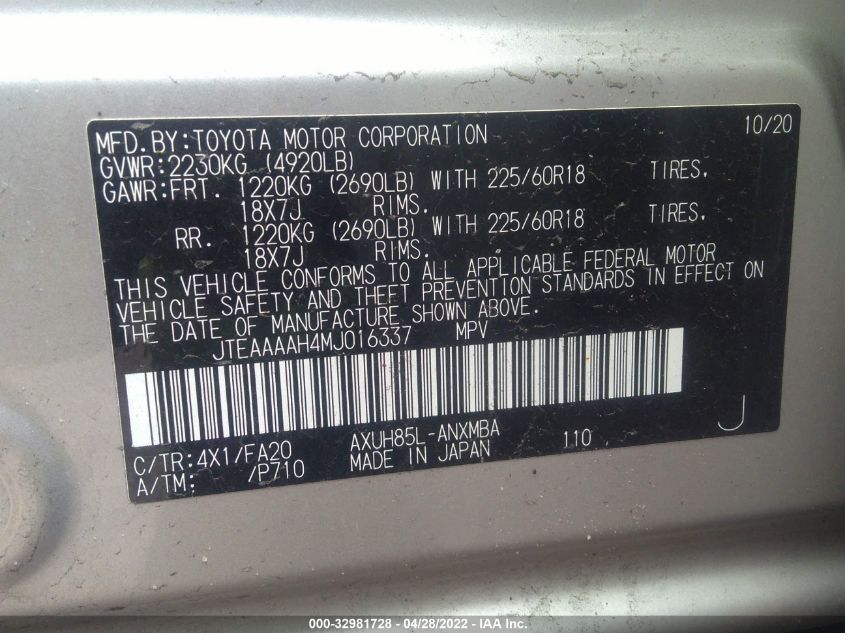 MFD.BY:TOYOTA MOTOR CORPORATION 10/20
GVWR:2230KG (4920LB)
GAWR:FRT. 1220KG (2690LB) WITH 225/60R18 TIRES,
18X7J RIMS.
RR. 1220KG (2690LB) WITH 225/60R18 TIRES,
18X7J RIMS.
THIS VEHICLE CONFORMS TO ALL APPLICABLE FEDERAL MOTOR
VEHICLE SAFETY AND THEFT PREVENTION STANDARDS IN EFFECT ON
THE DATE OF MANUFACTURE SHOWN ABOVE.
JTEAAAAH4MJ016337 MPV
C/TR:4X1/FA20 AXUH85L-ANXMBA 110 J
A/TM: /P710 MADE IN JAPAN
000-32981728 - 04/28/2022 - IAA Inc.